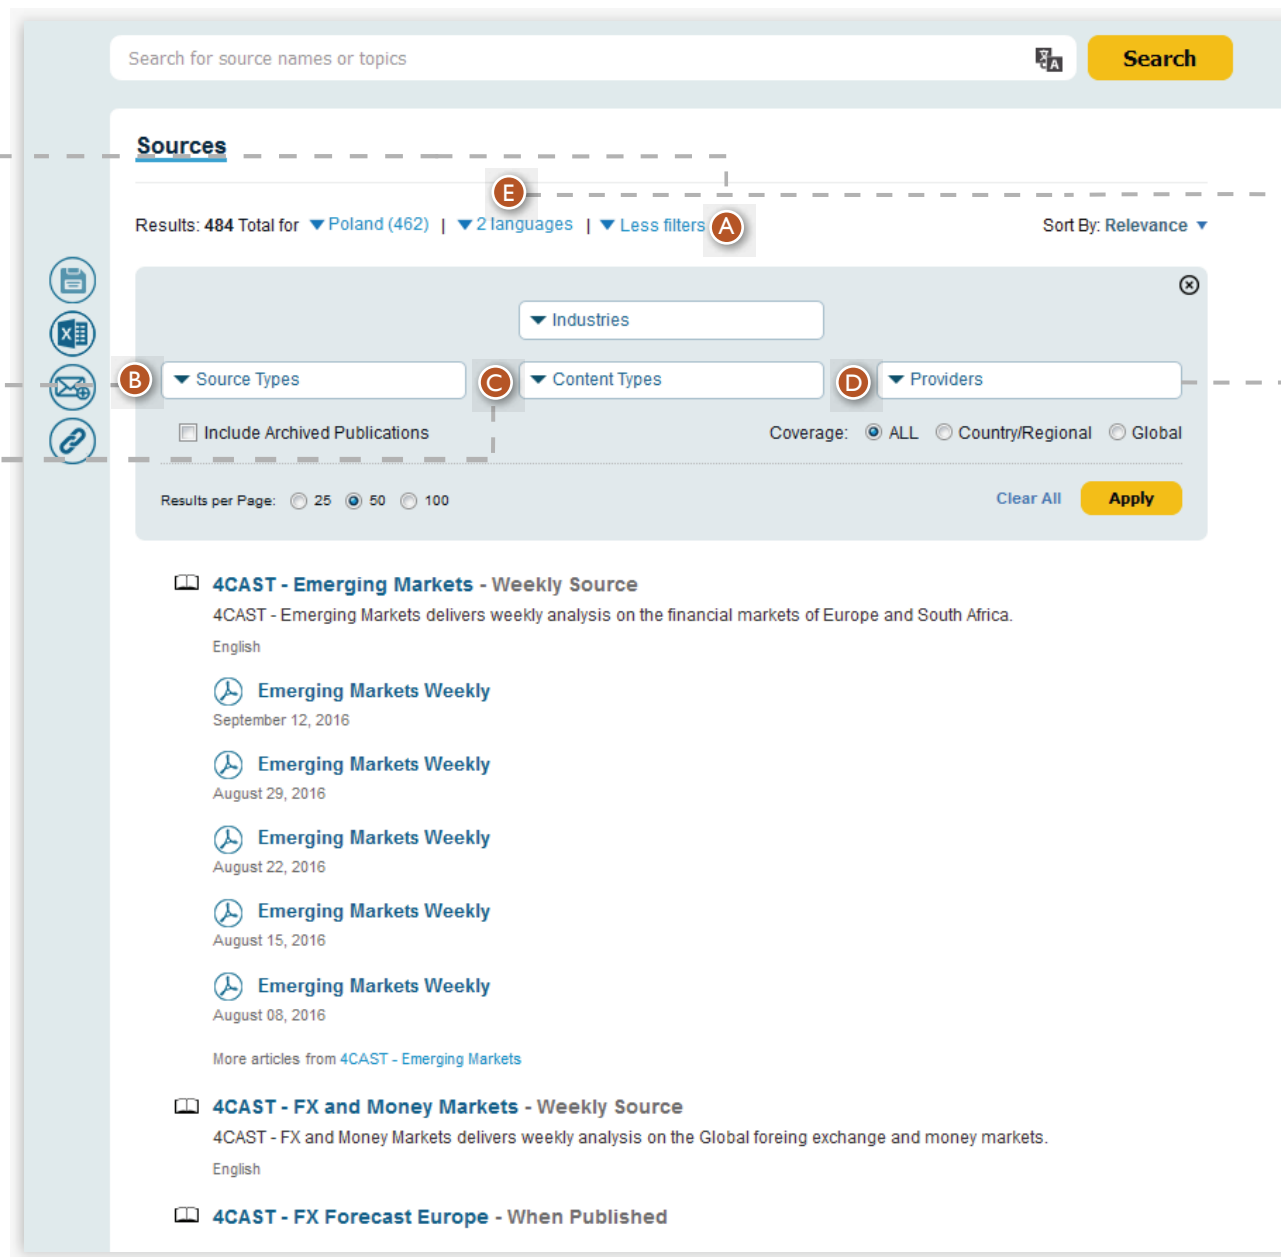 Search for source names or topics
Search
Sources
E
Results: 484 Total for Poland (462) | 2 languages | Less filters A Sort By: Relevance
Industries
B Source Types C Content Types D Providers
Include Archived Publications Coverage: ALL Country/Regional Global
Results per Page: 25 50 100 Clear All Apply
4CAST - Emerging Markets - Weekly Source
4CAST - Emerging Markets delivers weekly analysis on the financial markets of Europe and South Africa.
English
Emerging Markets Weekly
September 12, 2016
Emerging Markets Weekly
August 29, 2016
Emerging Markets Weekly
August 22, 2016
Emerging Markets Weekly
August 15, 2016
Emerging Markets Weekly
August 08, 2016
More articles from 4CAST - Emerging Markets
4CAST - FX and Money Markets - Weekly Source
4CAST - FX and Money Markets delivers weekly analysis on the Global foreing exchange and money markets.
English
4CAST - FX Forecast Europe - When Published